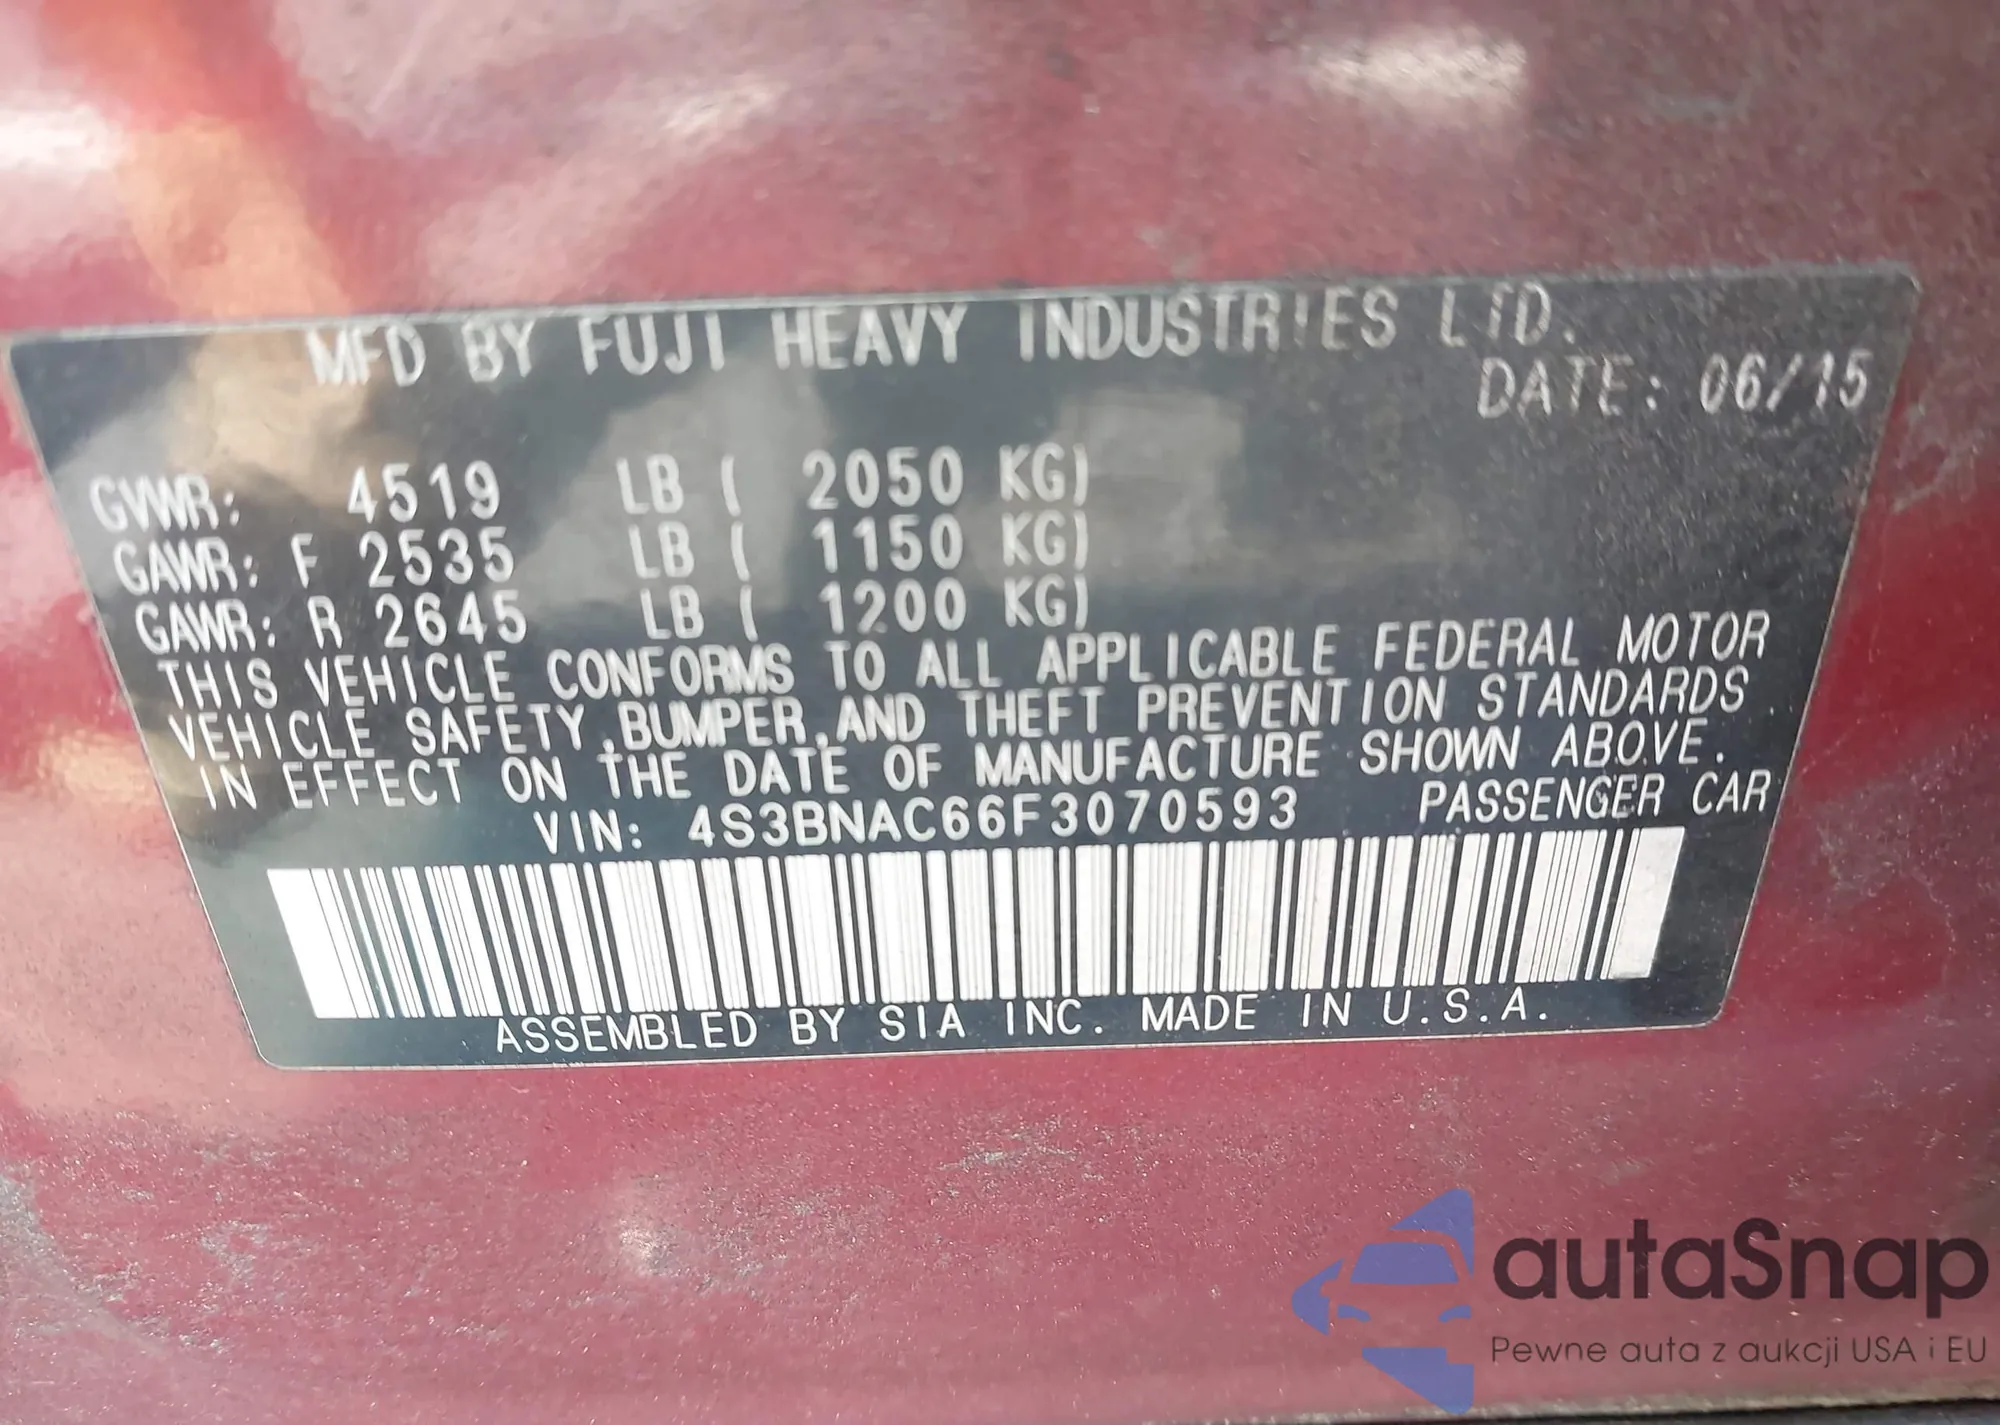 MFD BY FUJI HEAVY INDUSTRIES LTD.
DATE: 06/15
GVWR: 4519 LB ( 2050 KG)
GAWR: F 2535 LB ( 1150 KG)
GAWR: R 2645 LB ( 1200 KG)
THIS VEHICLE CONFORMS TO ALL APPLICABLE FEDERAL MOTOR
VEHICLE SAFETY,BUMPER,AND THEFT PREVENTION STANDARDS
IN EFFECT ON THE DATE OF MANUFACTURE SHOWN ABOVE.
VIN: 4S3BNAC66F3070593 PASSENGER CAR
ASSEMBLED BY SIA INC. MADE IN U.S.A.
autaSnap
Pewne auta z aukcji USA i EU